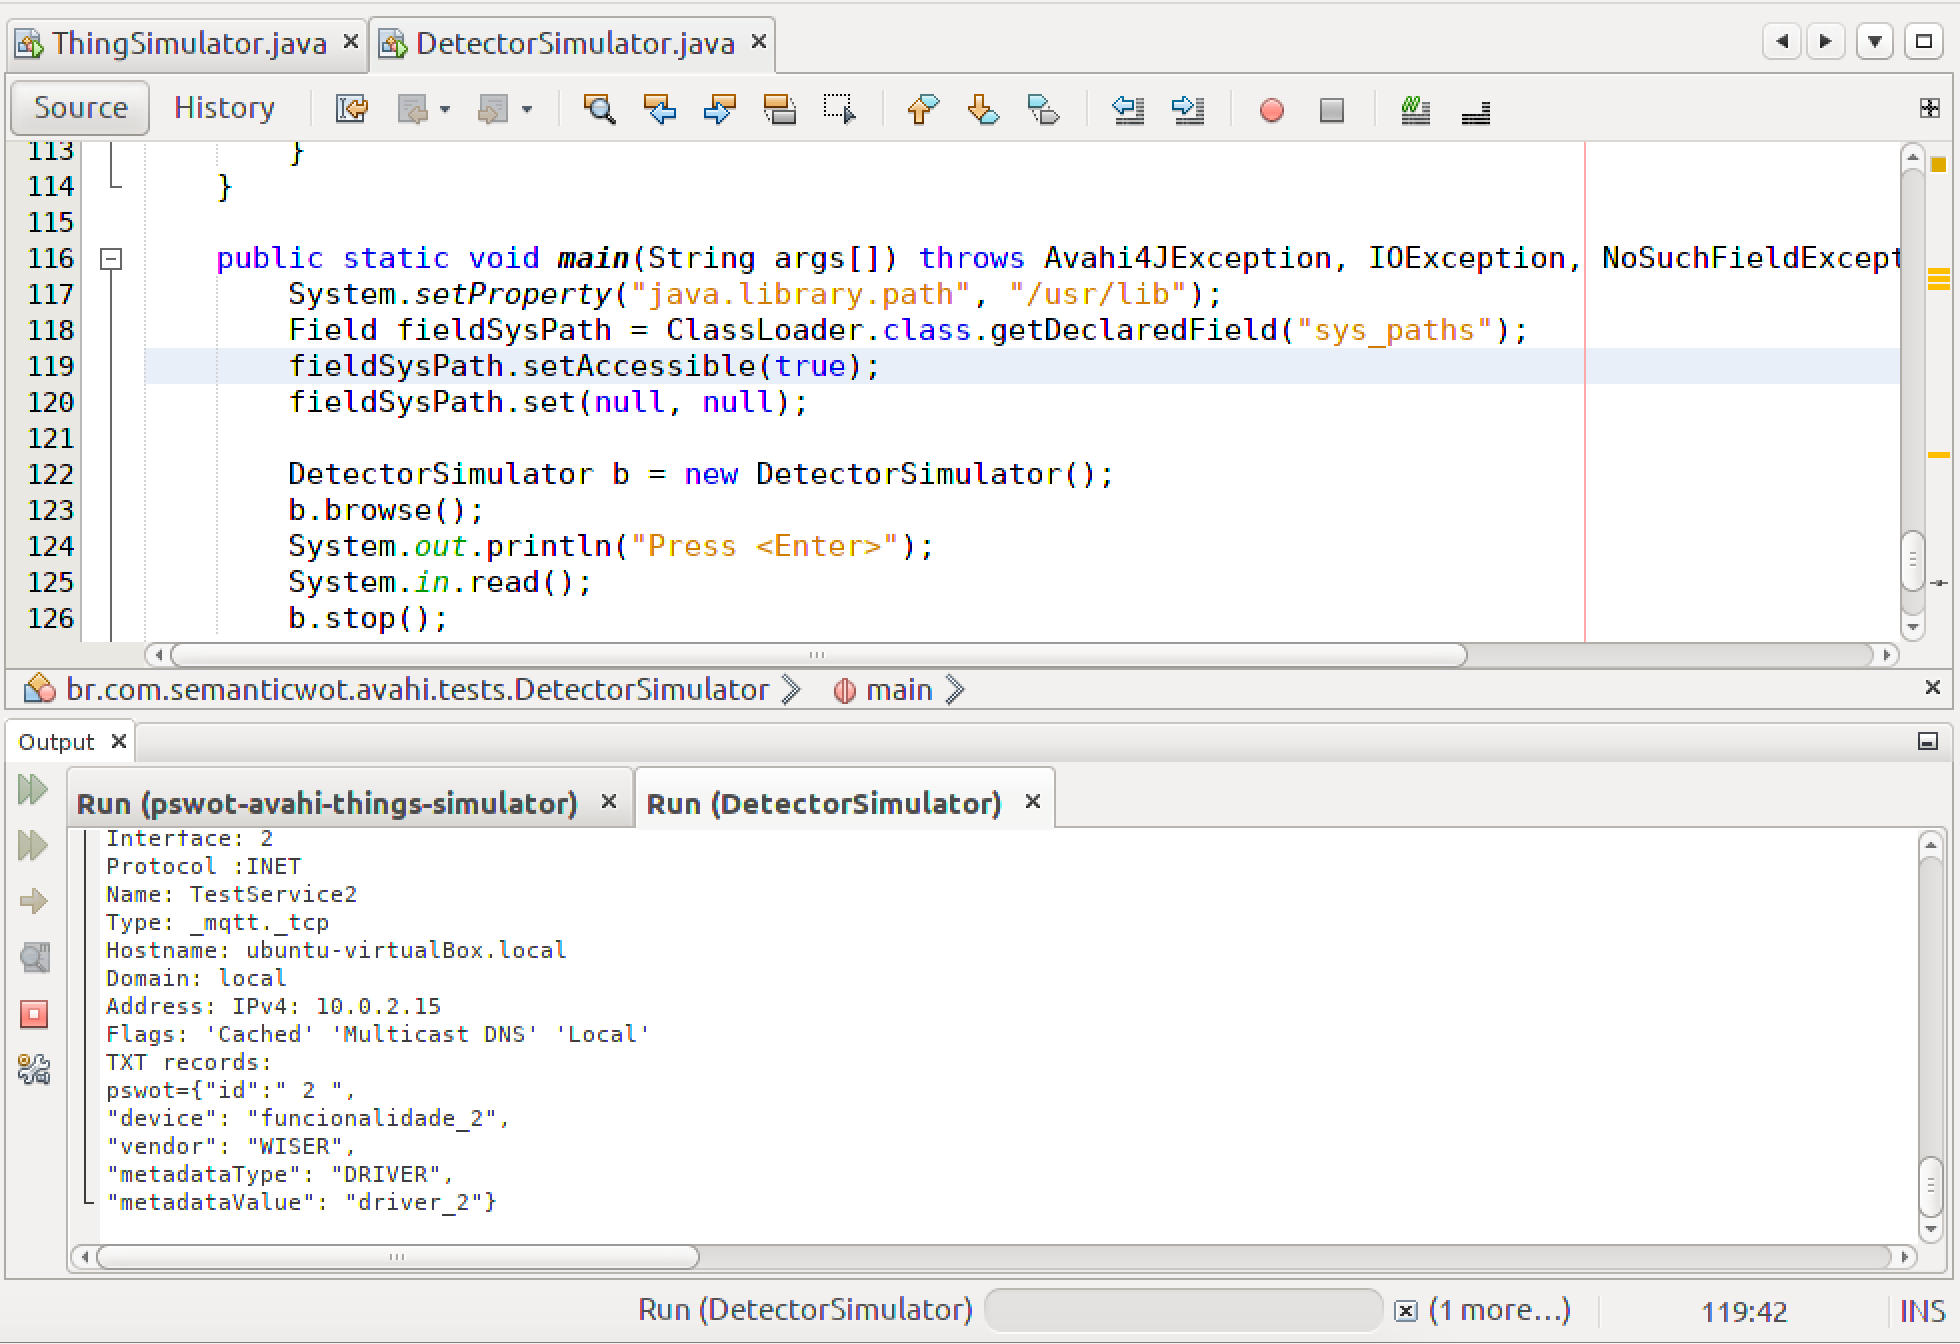 ThingSimulator.java DetectorSimulator.java
Source History
113 }
114 }
115
116 public static void main(String args[]) throws Avahi4JException, IOException, NoSuchFieldExcept
117 System.setProperty("java.library.path", "/usr/lib");
118 Field fieldSysPath = ClassLoader.class.getDeclaredField("sys_paths");
119 fieldSysPath.setAccessible(true);
120 fieldSysPath.set(null, null);
121
122 DetectorSimulator b = new DetectorSimulator();
123 b.browse();
124 System.out.println("Press <Enter>");
125 System.in.read();
126 b.stop();
br.com.semanticwot.avahi.tests.DetectorSimulator main
Output
Run (pswot-avahi-things-simulator) Run (DetectorSimulator)
Interface: 2
Protocol :INET
Name: TestService2
Type: _mqtt._tcp
Hostname: ubuntu-virtualBox.local
Domain: local
Address: IPv4: 10.0.2.15
Flags: 'Cached' 'Multicast DNS' 'Local'
TXT records:
pswot={"id":" 2 ",
"device": "funcionalidade_2",
"vendor": "WISER",
"metadataType": "DRIVER",
"metadataValue": "driver_2"}
Run (DetectorSimulator) (1 more...) 119:42 INS